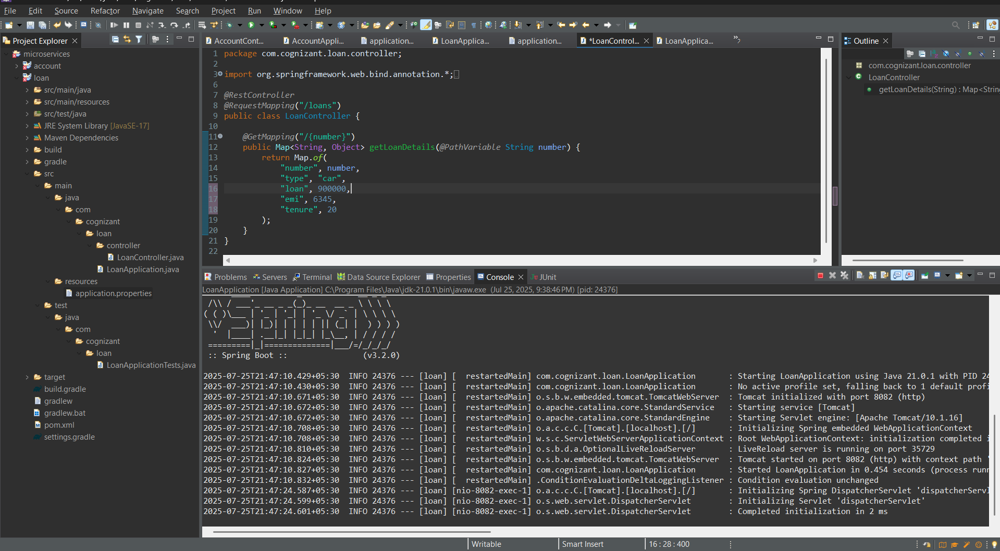 File Edit Source Refactor Navigate Search Project Run Window Help
Project Explorer
microservices
account
loan
src/main/java
src/main/resources
src/test/java
JRE System Library [JavaSE-17]
Maven Dependencies
build
gradle
src
main
java
com
cognizant
loan
controller
LoanController.java
LoanApplication.java
resources
application.properties
test
java
com
cognizant
loan
LoanApplicationTests.java
target
build.gradle
gradlew
gradlew.bat
pom.xml
settings.gradle
AccountCont... AccountAppli... application... LoanApplica... application... *LoanControl... LoanApplica... »7
1 package com.cognizant.loan.controller;
2
3 import org.springframework.web.bind.annotation.*;
6
7 @RestController
8 @RequestMapping("/loans")
9 public class LoanController {
10
11 @GetMapping("/{number}")
12 public Map<String, Object> getLoanDetails(@PathVariable String number) {
13 return Map.of(
14 "number", number,
15 "type", "car",
16 "loan", 900000,
17 "emi", 6345,
18 "tenure", 20
19 );
20 }
21 }
22
Outline
com.cognizant.loan.controller
LoanController
getLoanDetails(String) : Map<Strin
Problems Servers Terminal Data Source Explorer Properties Console JUnit
LoanApplication [Java Application] C:\Program Files\Java\jdk-21.0.1\bin\javaw.exe (Jul 25, 2025, 9:38:46 PM) [pid: 24376]
 /\\ / ___'_ __ _ _(_)_ __  __ _ \ \ \ \
( ( )\___ | '_ | '_| | '_ \/ _` | \ \ \ \
 \\/  ___)| |_)| | | | | || (_| |  ) ) ) )
  '  |____| .__|_| |_|_| |_\__, | / / / /
 =========|_|==============|___/=/_/_/_/
:: Spring Boot :: (v3.2.0)
2025-07-25T21:47:10.429+05:30 INFO 24376 --- [loan] [ restartedMain] com.cognizant.loan.LoanApplication : Starting LoanApplication using Java 21.0.1 with PID 24
2025-07-25T21:47:10.430+05:30 INFO 24376 --- [loan] [ restartedMain] com.cognizant.loan.LoanApplication : No active profile set, falling back to 1 default profi
2025-07-25T21:47:10.671+05:30 INFO 24376 --- [loan] [ restartedMain] o.s.b.w.embedded.tomcat.TomcatWebServer : Tomcat initialized with port 8082 (http)
2025-07-25T21:47:10.672+05:30 INFO 24376 --- [loan] [ restartedMain] o.apache.catalina.core.StandardService : Starting service [Tomcat]
2025-07-25T21:47:10.672+05:30 INFO 24376 --- [loan] [ restartedMain] o.apache.catalina.core.StandardEngine : Starting Servlet engine: [Apache Tomcat/10.1.16]
2025-07-25T21:47:10.708+05:30 INFO 24376 --- [loan] [ restartedMain] o.a.c.c.C.[Tomcat].[localhost].[/] : Initializing Spring embedded WebApplicationContext
2025-07-25T21:47:10.708+05:30 INFO 24376 --- [loan] [ restartedMain] w.s.c.ServletWebServerApplicationContext : Root WebApplicationContext: initialization completed i
2025-07-25T21:47:10.810+05:30 INFO 24376 --- [loan] [ restartedMain] o.s.b.d.a.OptionalLiveReloadServer : LiveReload server is running on port 35729
2025-07-25T21:47:10.824+05:30 INFO 24376 --- [loan] [ restartedMain] o.s.b.w.embedded.tomcat.TomcatWebServer : Tomcat started on port 8082 (http) with context path '
2025-07-25T21:47:10.827+05:30 INFO 24376 --- [loan] [ restartedMain] com.cognizant.loan.LoanApplication : Started LoanApplication in 0.454 seconds (process runn
2025-07-25T21:47:10.832+05:30 INFO 24376 --- [loan] [ restartedMain] .ConditionEvaluationDeltaLoggingListener : Condition evaluation unchanged
2025-07-25T21:47:24.587+05:30 INFO 24376 --- [loan] [nio-8082-exec-1] o.a.c.c.C.[Tomcat].[localhost].[/] : Initializing Spring DispatcherServlet 'dispatcherServl
2025-07-25T21:47:24.599+05:30 INFO 24376 --- [loan] [nio-8082-exec-1] o.s.web.servlet.DispatcherServlet : Initializing Servlet 'dispatcherServlet'
2025-07-25T21:47:24.601+05:30 INFO 24376 --- [loan] [nio-8082-exec-1] o.s.web.servlet.DispatcherServlet : Completed initialization in 2 ms
Writable Smart Insert 16 : 28 : 400